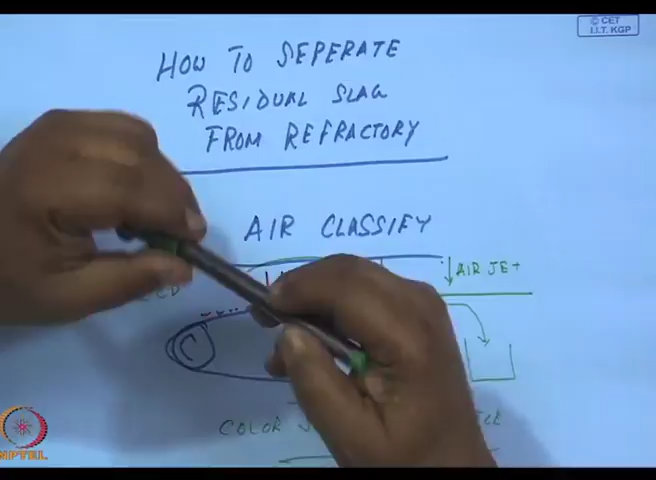 © CET
I.I.T. KGP
HOW TO SEPERATE
RESIDUAL SLAG
FROM REFRACTORY
AIR CLASSIFY
AIR JET
COLOR
NPTEL